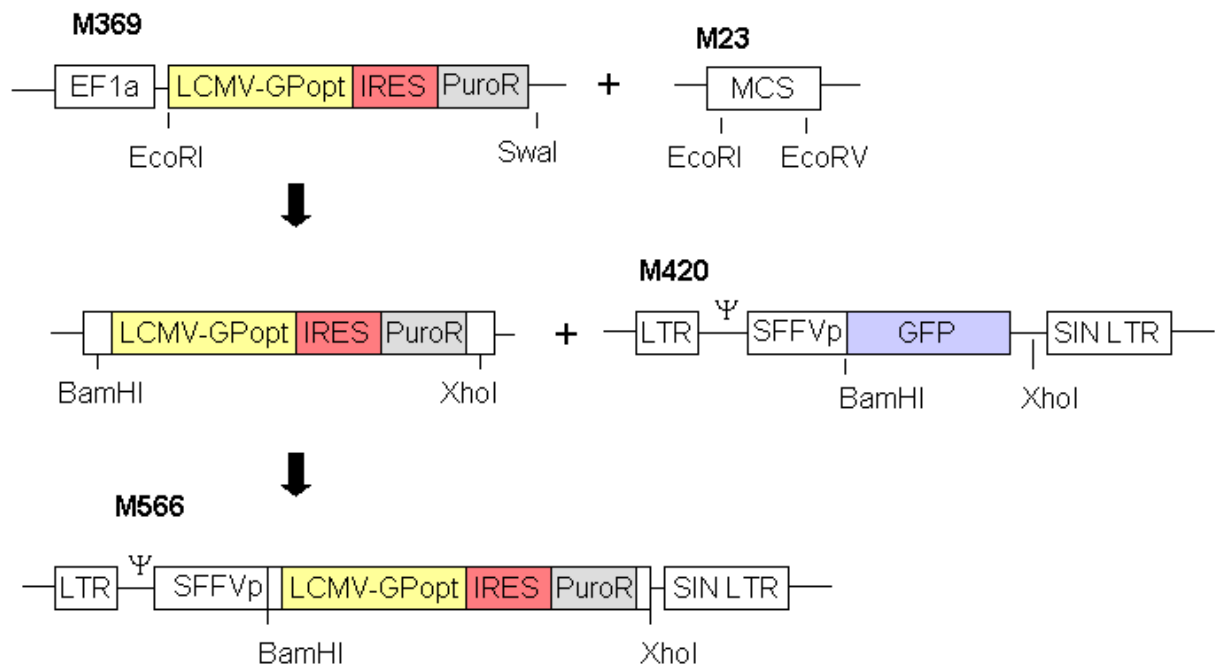 M369
M23
EF1a LCMV-GPopt IRES PuroR + MCS
EcoRI SwaI EcoRI EcoRV
M420
LCMV-GPopt IRES PuroR + LTR Ψ SFFVp GFP SIN LTR
BamHI XhoI BamHI XhoI
M566
LTR Ψ SFFVp LCMV-GPopt IRES PuroR SIN LTR
BamHI XhoI